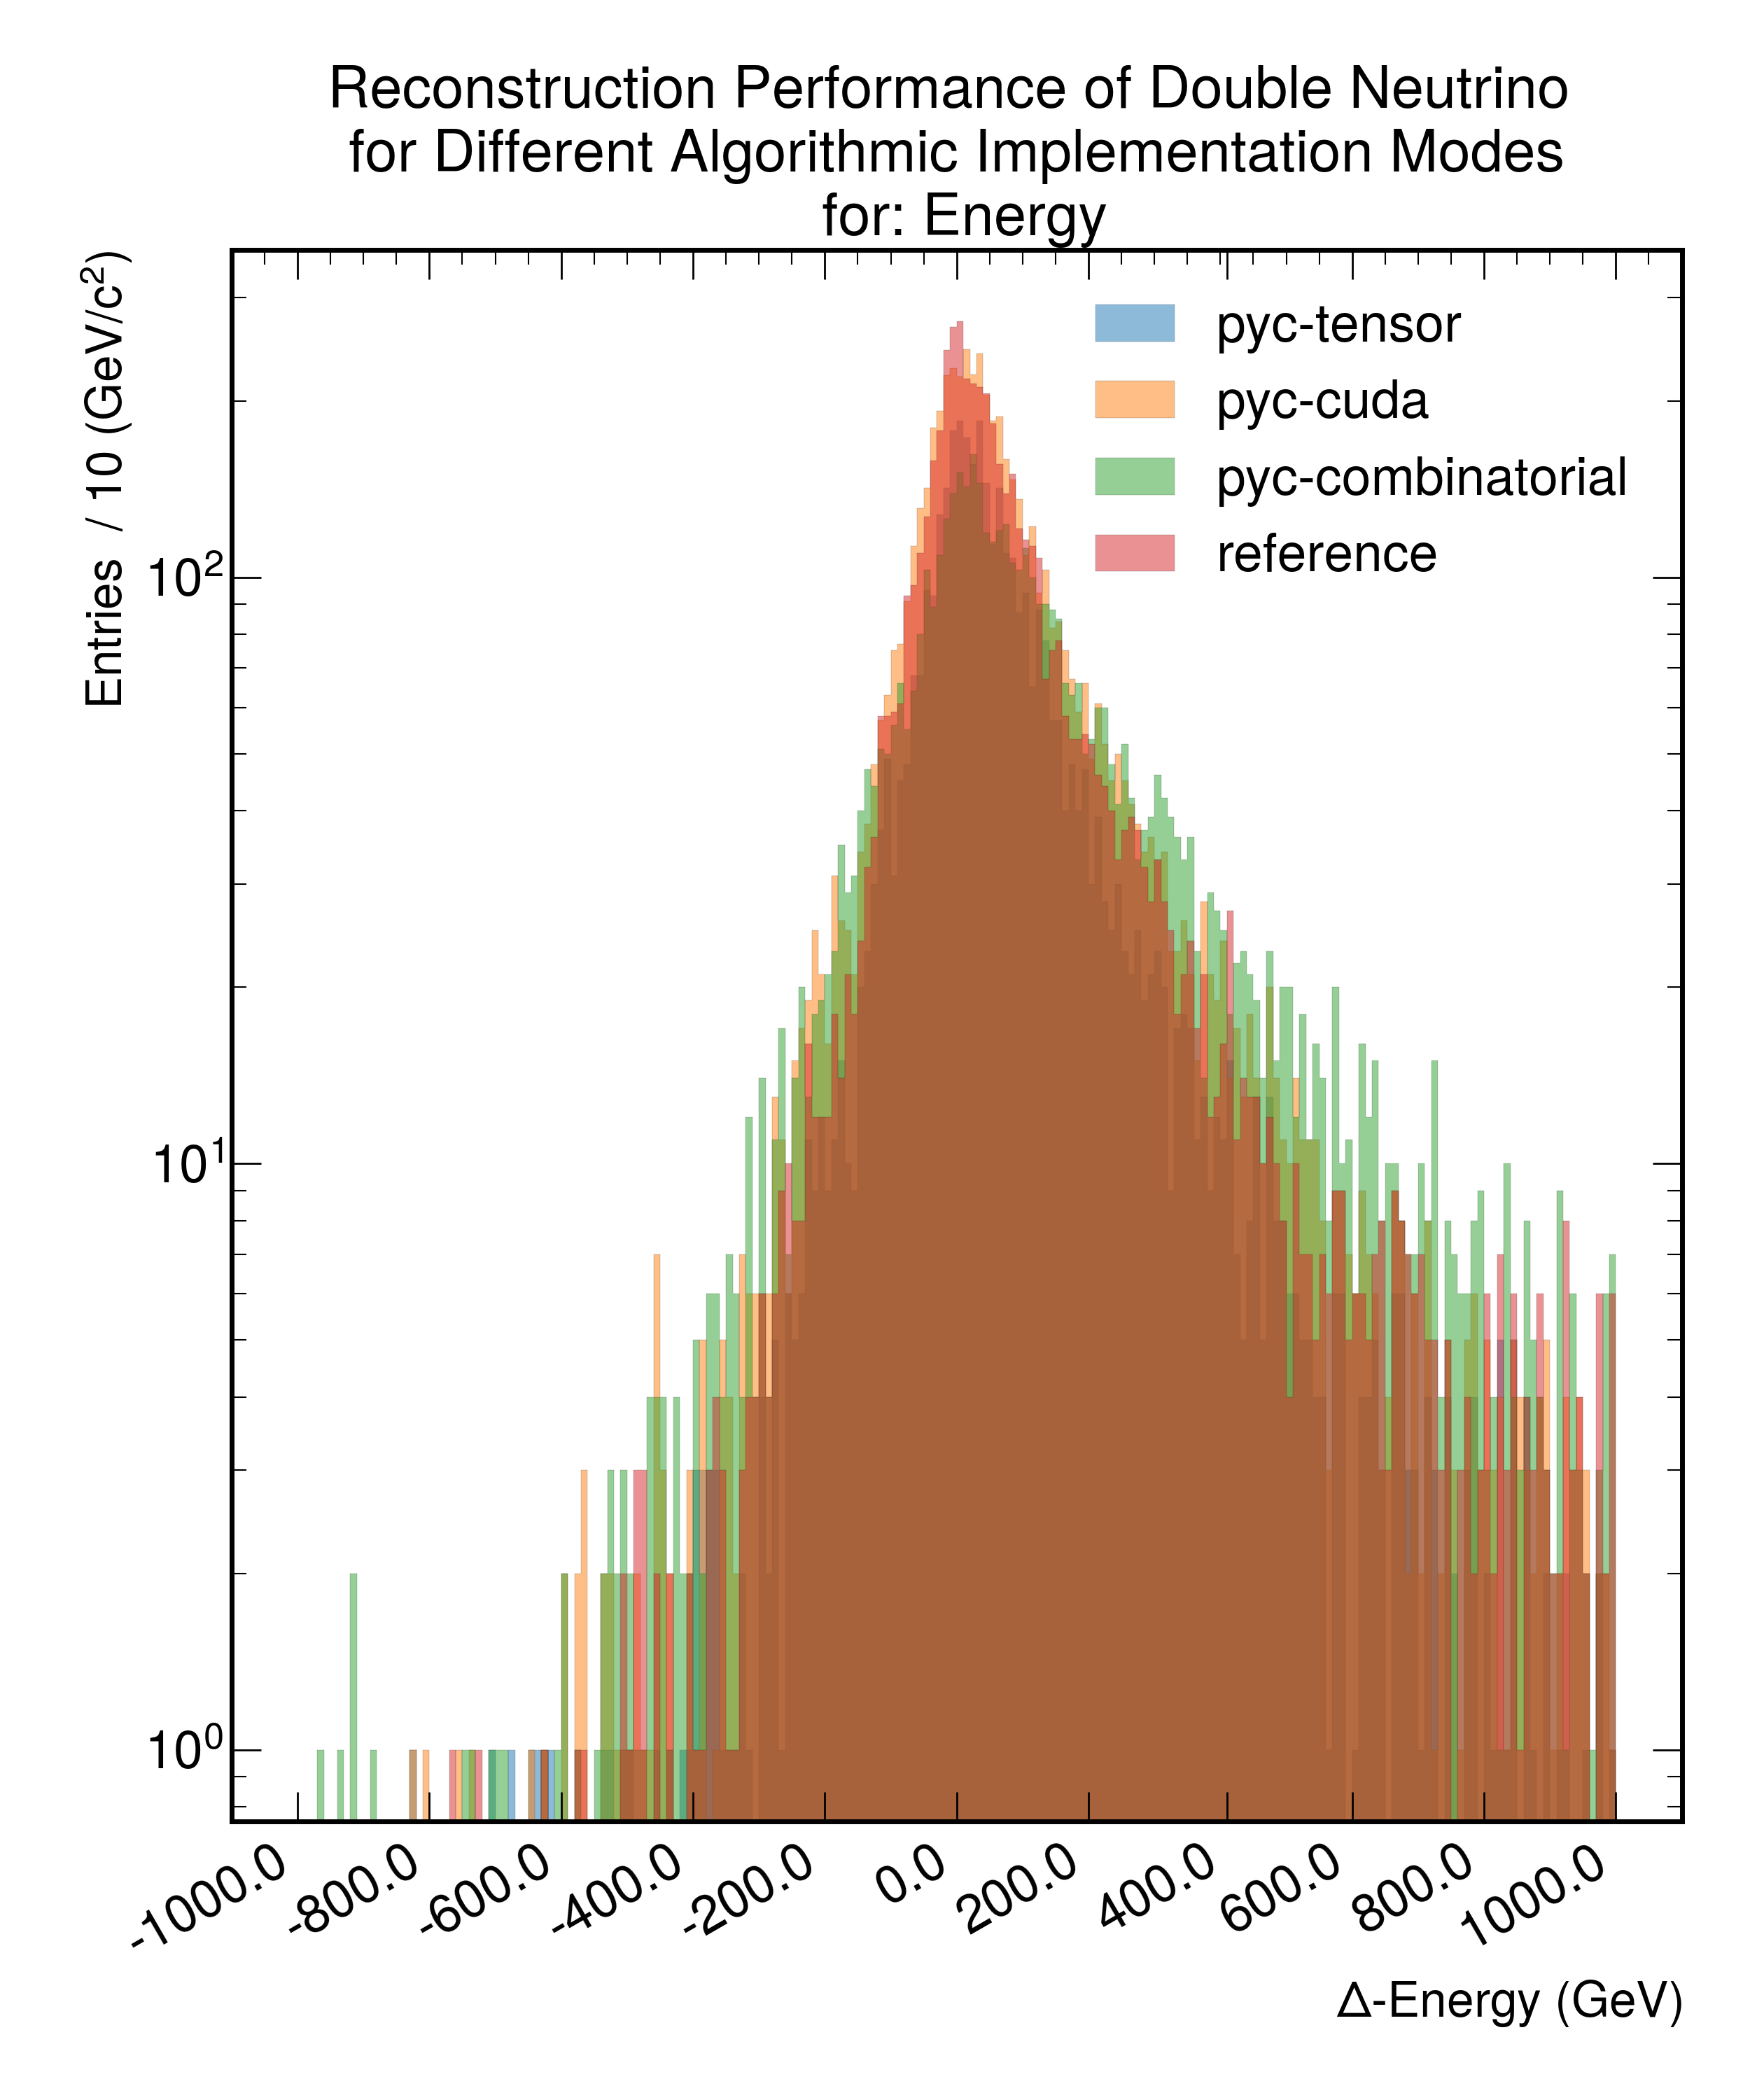 Reconstruction Performance of Double Neutrino
for Different Algorithmic Implementation Modes
for: Energy
Entries / 10 (GeV/c²)
pyc-tensor
pyc-cuda
pyc-combinatorial
reference
10²
10¹
10⁰
-1000.0
-800.0
-600.0
-400.0
-200.0
0.0
200.0
400.0
600.0
800.0
1000.0
Δ-Energy (GeV)